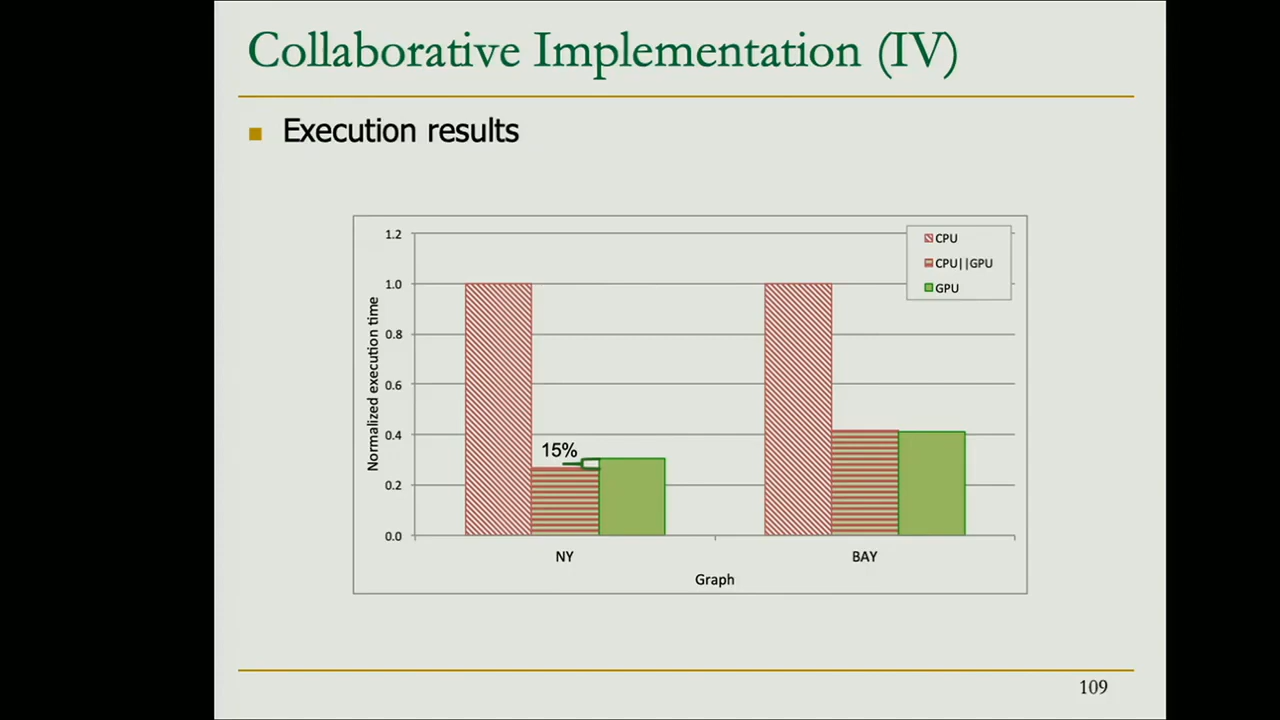 Collaborative Implementation (IV)
Execution results
1.2
1.0
0.8
0.6
0.4
0.2
0.0
Normalized execution time
CPU
CPU||GPU
GPU
15%
NY
BAY
Graph
109